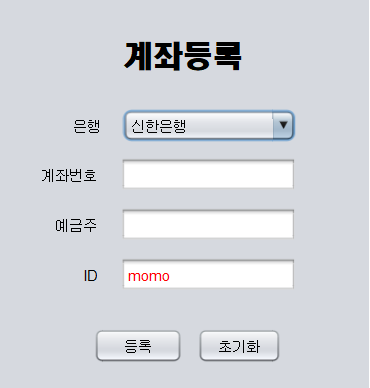 계좌등록
은행 신한은행
계좌번호
예금주
ID momo
등록 초기화